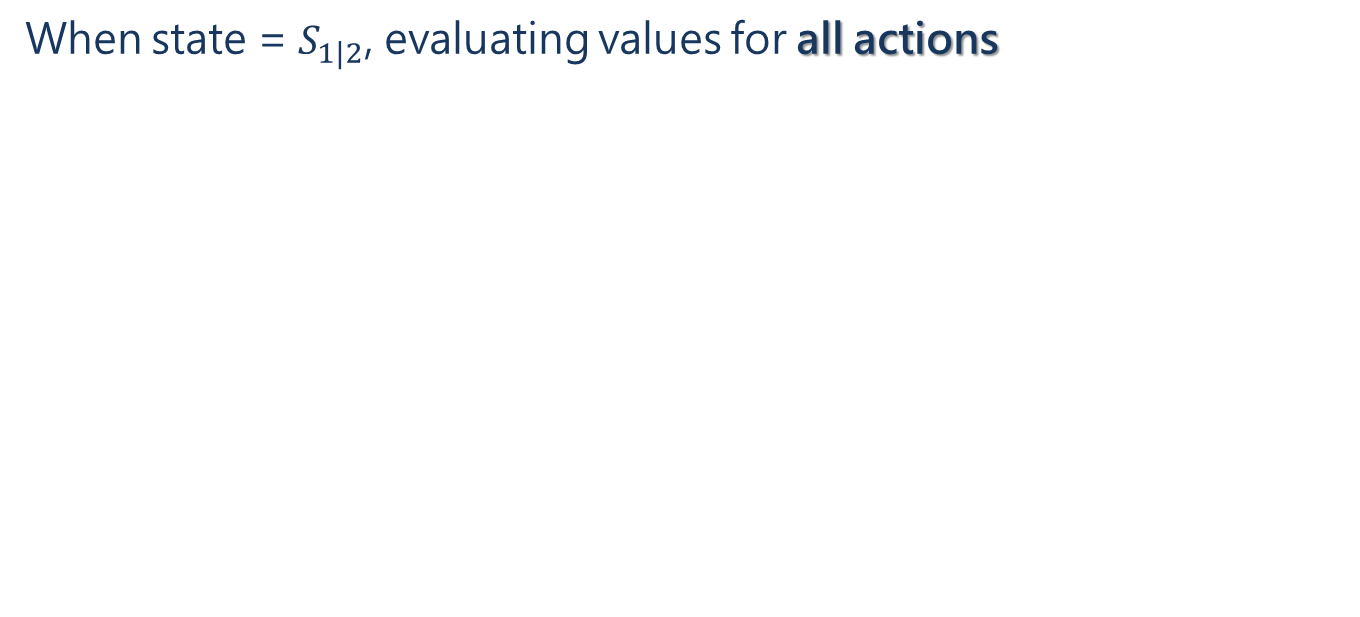 When state = S₁|₂, evaluating values for all actions